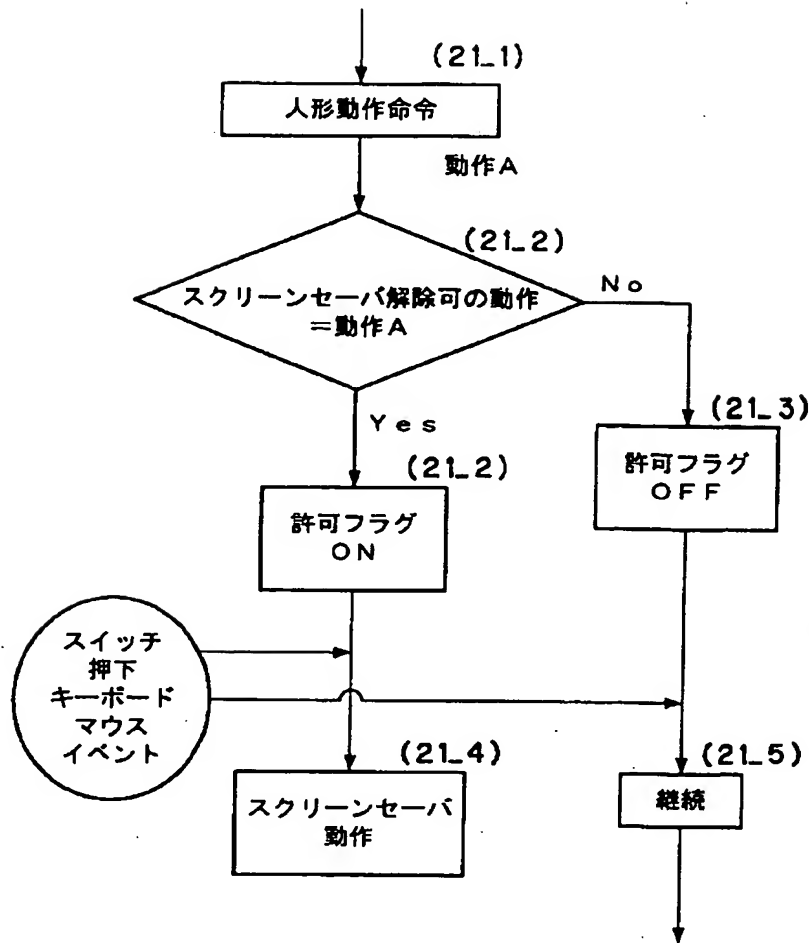 (21_1)
人形動作命令
動作A
(21_2)
スクリーンセーバ解除可の動作
=動作A
No
Yes
(21_3)
(21_2)
許可フラグ
OFF
許可フラグ
ON
スイッチ
押下
キーボード
マウス
イベント
(21_4)
(21_5)
スクリーンセーバ
動作
継続